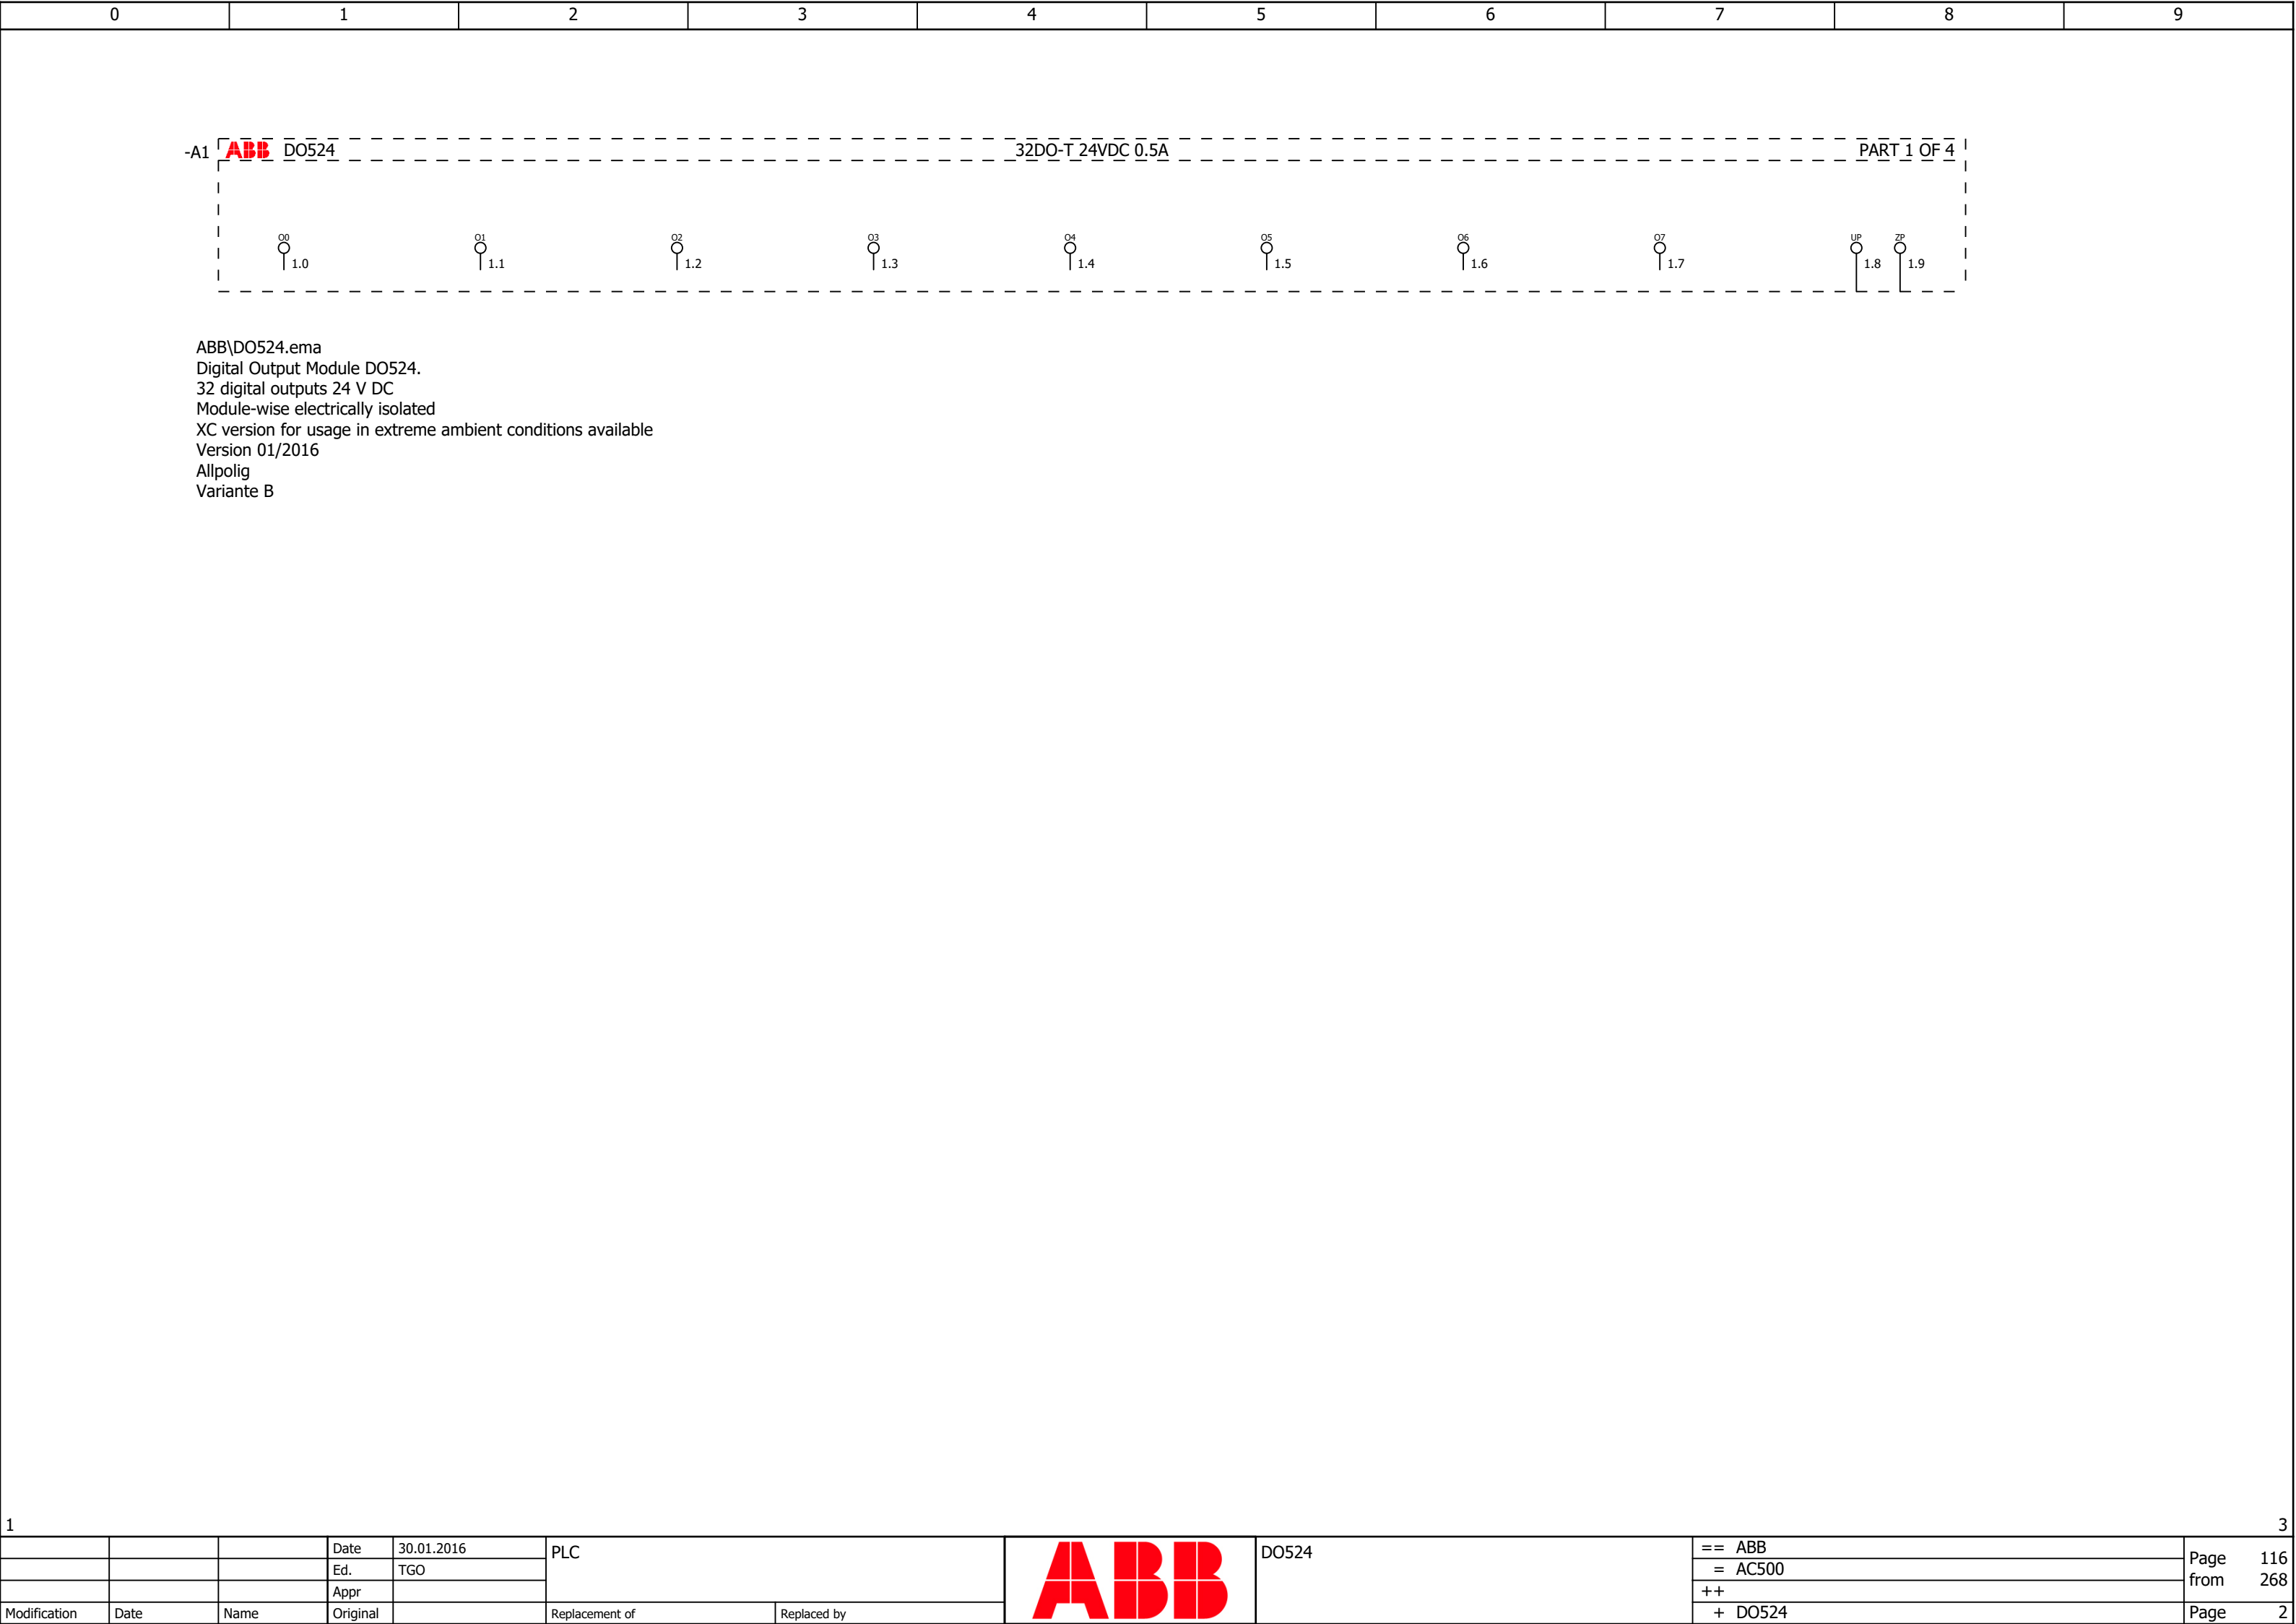 0 1 2 3 4 5 6 7 8 9
-A1 ABB DO524 32DO-T 24VDC 0.5A PART 1 OF 4
O0 O1 O2 O3 O4 O5 O6 O7 UP ZP
1.0 1.1 1.2 1.3 1.4 1.5 1.6 1.7 1.8 1.9
ABB\DO524.ema
Digital Output Module DO524.
32 digital outputs 24 V DC
Module-wise electrically isolated
XC version for usage in extreme ambient conditions available
Version 01/2016
Allpolig
Variante B
1 3
Date 30.01.2016
Ed. TGO
Appr
Modification Date Name Original
PLC
Replacement of Replaced by
ABB
DO524
== ABB
= AC500
++
+ DO524
Page 116
from 268
Page 2